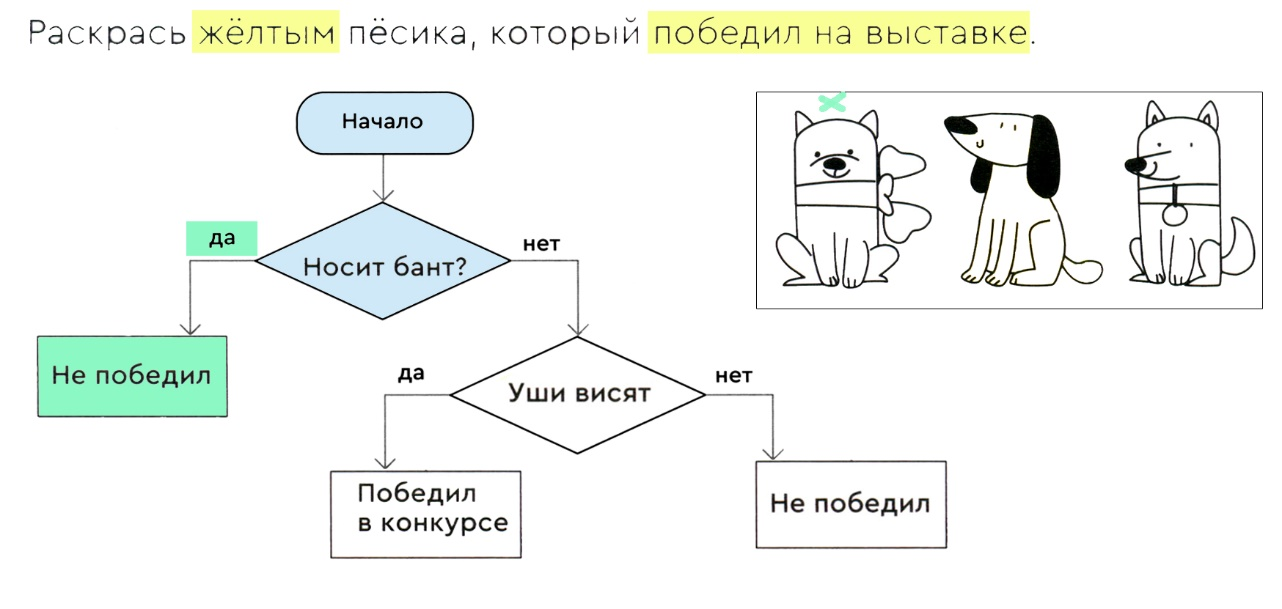 Раскрась жёлтым пёсика, который победил на выставке.
Начало
да
Носит бант?
нет
Не победил
да
Уши висят
нет
Победил
в конкурсе
Не победил